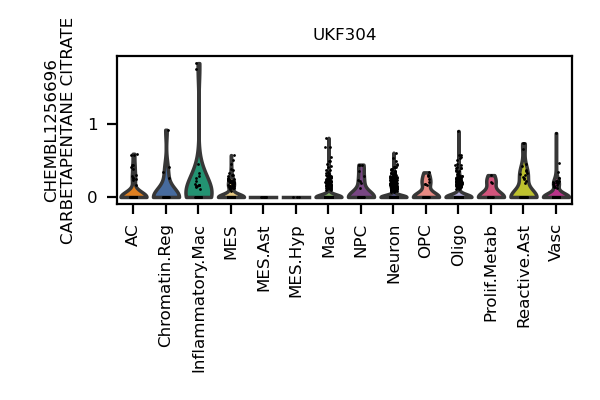 UKF304
CHEMBL1256696
CARBETAPENTANE CITRATE
1
0
AC
Chromatin.Reg
Inflammatory.Mac
MES
MES.Ast
MES.Hyp
Mac
NPC
Neuron
OPC
Oligo
Prolif.Metab
Reactive.Ast
Vasc